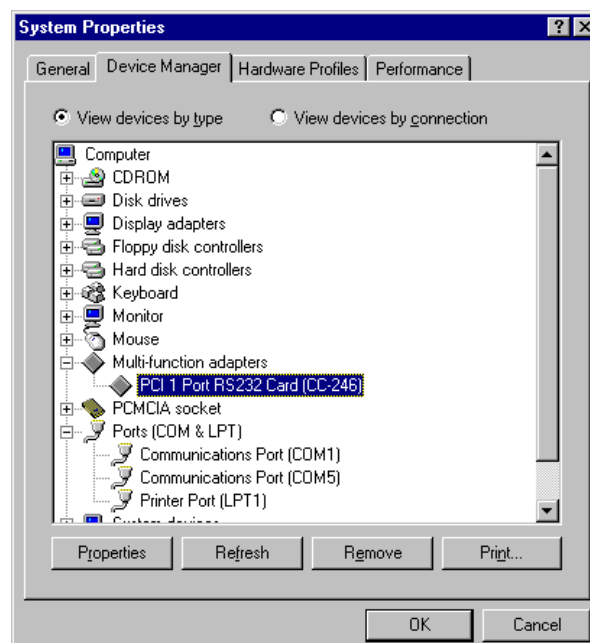 System Properties
General Device Manager Hardware Profiles Performance
View devices by type View devices by connection
Computer
CDROM
Disk drives
Display adapters
Floppy disk controllers
Hard disk controllers
Keyboard
Monitor
Mouse
Multi-function adapters
PCI 1 Port RS232 Card (CC-246)
PCMCIA socket
Ports (COM & LPT)
Communications Port (COM1)
Communications Port (COM5)
Printer Port (LPT1)
System devices
Properties Refresh Remove Print...
OK Cancel